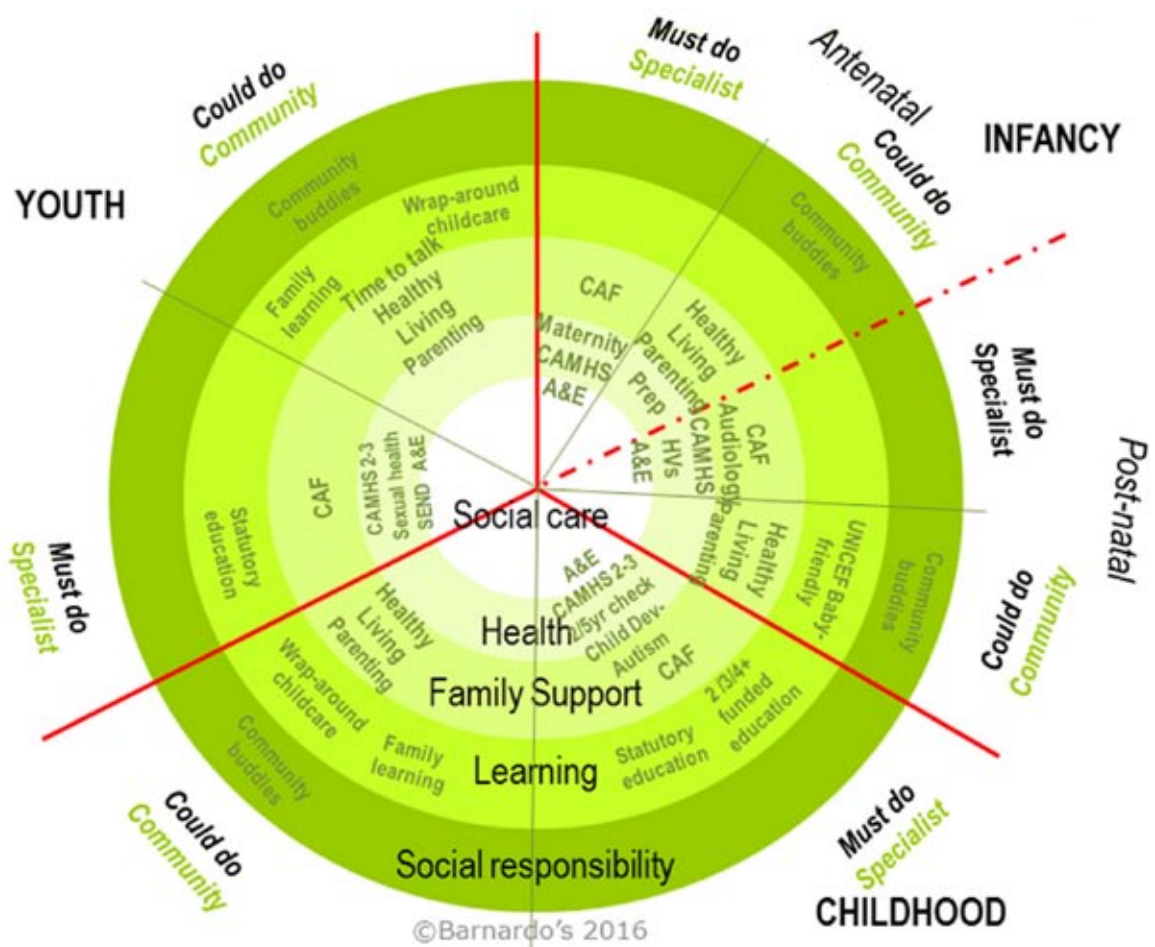 Must do
Specialist
Antenatal
Could do
Community
INFANCY
Could do
Community
YOUTH
Community
buddies
Wrap-around
childcare
Family
learning
Time to talk
Healthy
Living
Parenting
CAF
Maternity
CAMHS
A&E
Healthy
Living
Parenting
Prep
Community
buddies
Must do
Specialist
CAF
Audiology
CAMHS
HVs
A&E
Post-natal
CAF
CAMHS 2-3
Sexual health
SEND A&E
Statutory
education
Must do
Specialist
Social care
Parenting
Living
Healthy
UNICEF Baby-
friendly
Community
buddies
Could do
Community
A&E
CAMHS 2-3
2/5yr check
Child Dev-
Autism
CAF
2 /3/4+
funded
education
Statutory
education
Health
Family Support
Learning
Social responsibility
Healthy
Living
Parenting
Wrap-around
childcare
Family
learning
Community
buddies
Could do
Community
Must do
Specialist
CHILDHOOD
©Barnardo's 2016